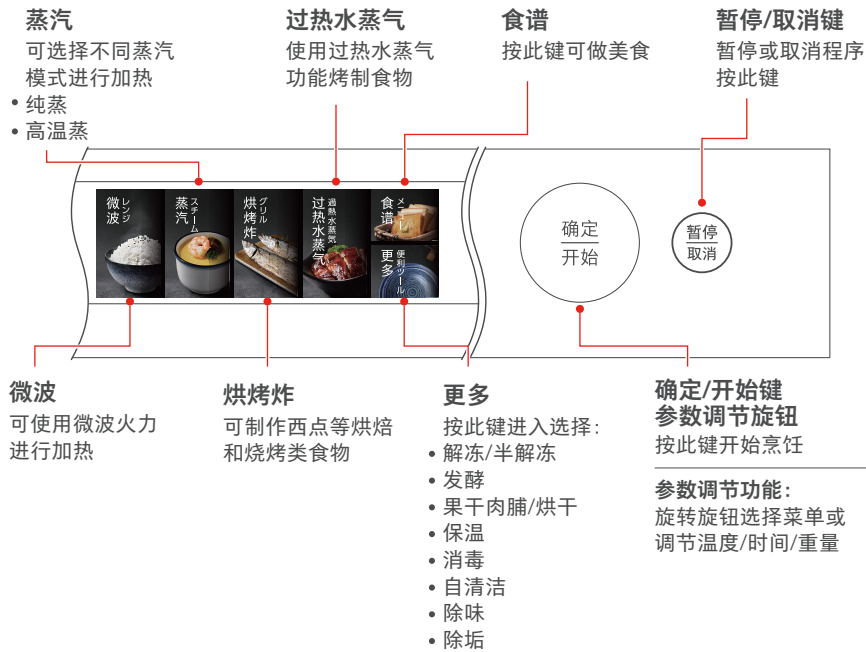 蒸汽
可选择不同蒸汽
模式进行加热
• 纯蒸
• 高温蒸
过热水蒸气
使用过热水蒸气
功能烤制食物
食谱
按此键可做美食
暂停/取消键
暂停或取消程序
按此键
微波
レンジ
蒸汽
スチーム
烘烤炸
グリル
过热水蒸气
過熱水蒸気
食谱
更多
便利ツール
确定
开始
暂停
取消
微波
可使用微波火力
进行加热
烘烤炸
可制作西点等烘焙
和烧烤类食物
更多
按此键进入选择：
• 解冻/半解冻
• 发酵
• 果干肉脯/烘干
• 保温
• 消毒
• 自清洁
• 除味
• 除垢
确定/开始键
参数调节旋钮
按此键开始烹饪
参数调节功能：
旋转旋钮选择菜单或
调节温度/时间/重量